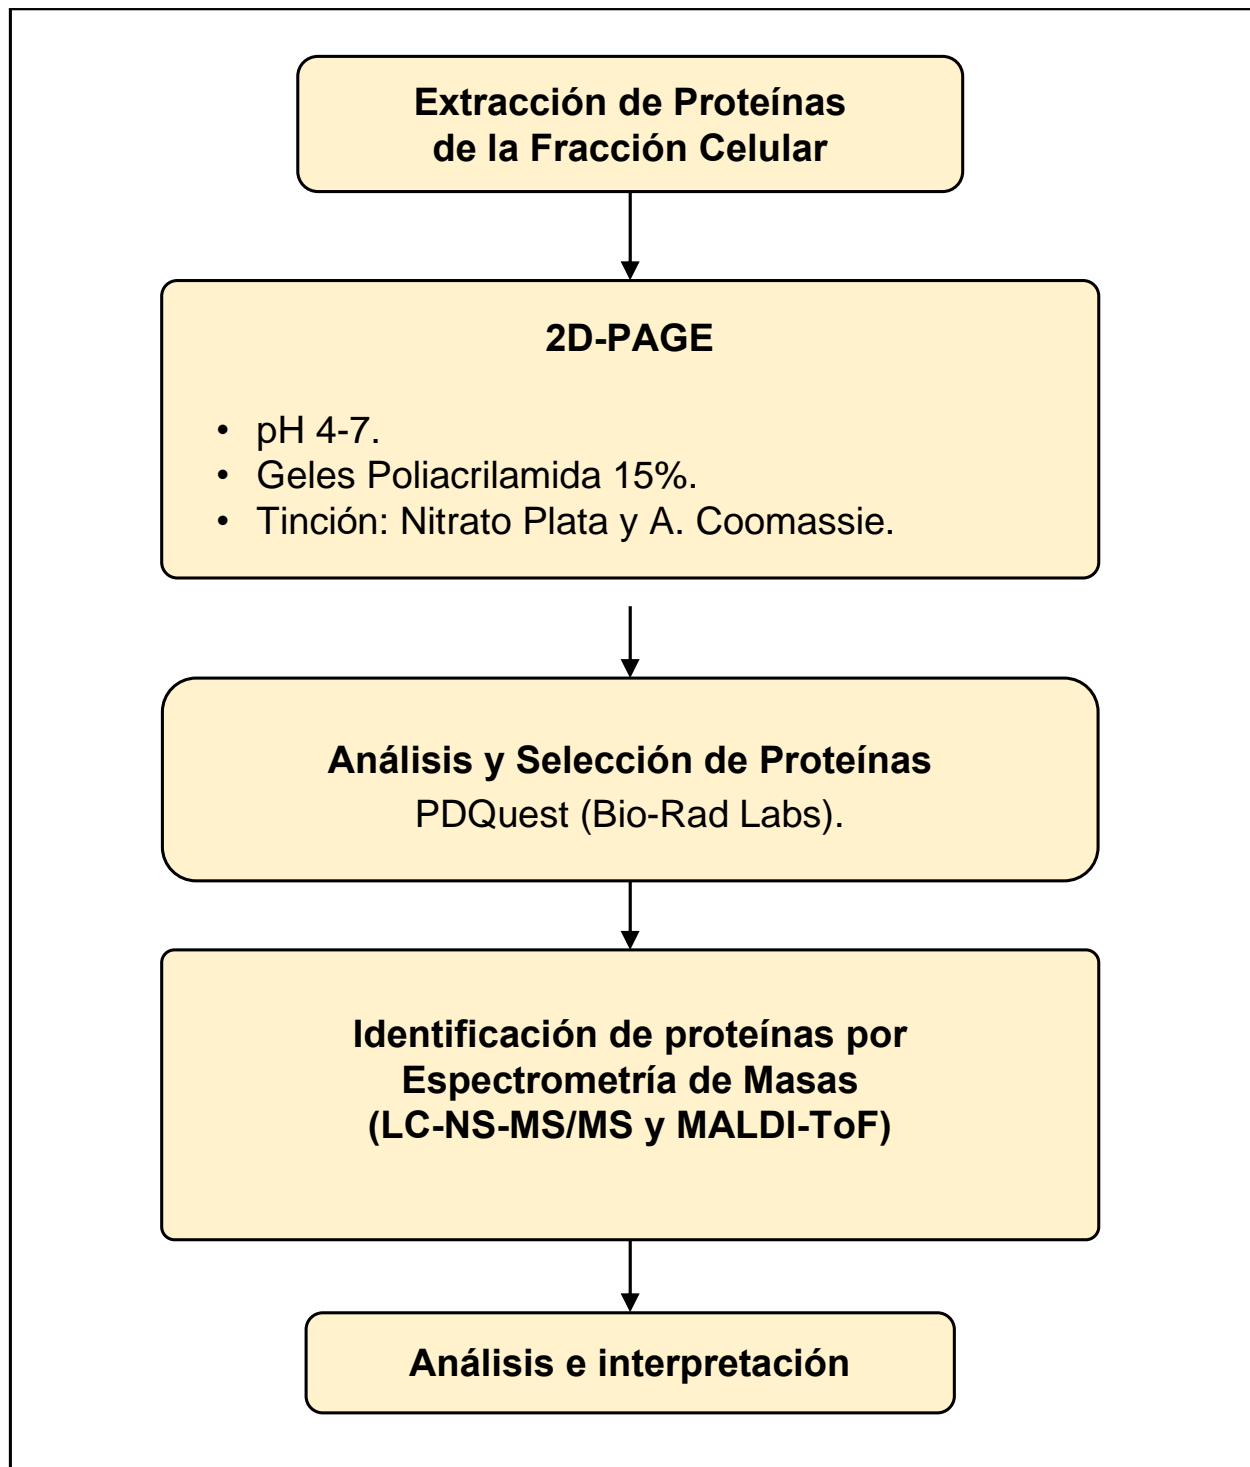 Extracción de Proteínas
de la Fracción Celular
2D-PAGE
• pH 4-7.
• Geles Poliacrilamida 15%.
• Tinción: Nitrato Plata y A. Coomassie.
Análisis y Selección de Proteínas
PDQuest (Bio-Rad Labs).
Identificación de proteínas por
Espectrometría de Masas
(LC-NS-MS/MS y MALDI-ToF)
Análisis e interpretación